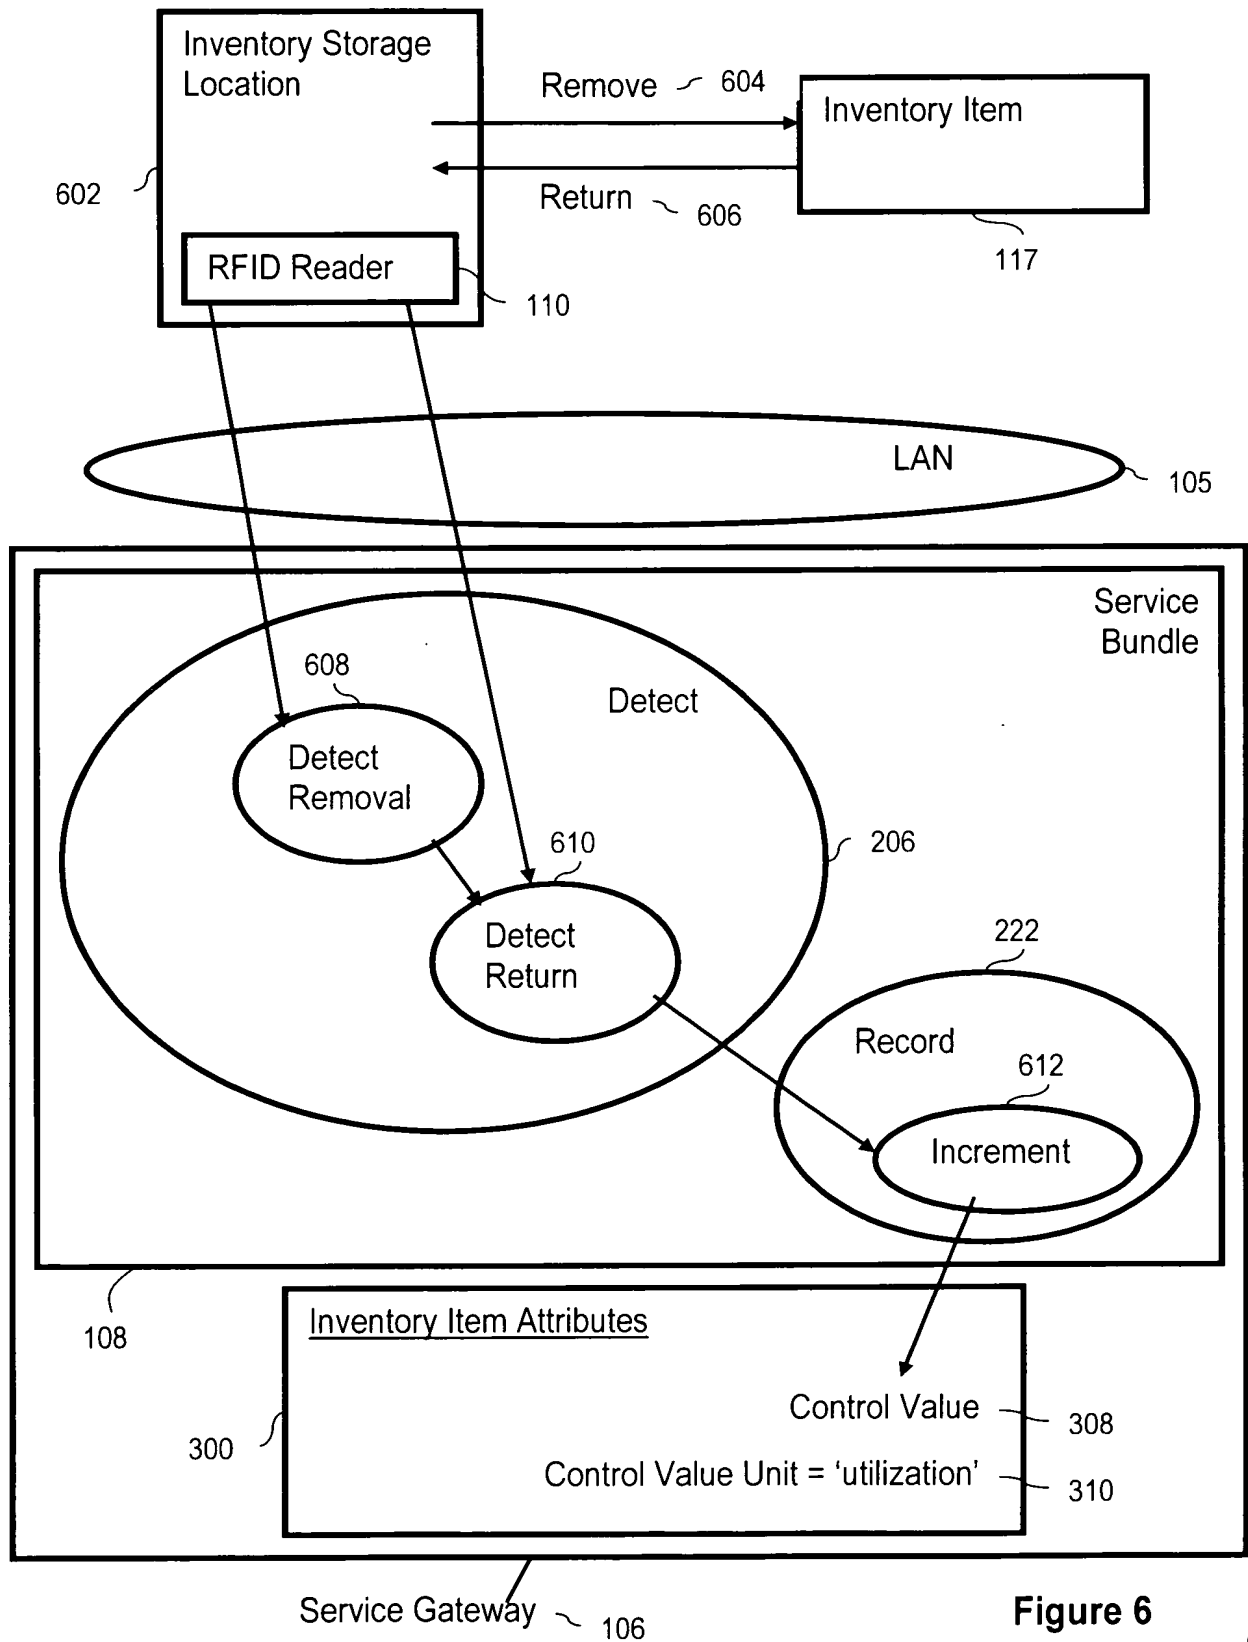 Inventory Storage
Location
Remove 604
Inventory Item
602
Return 606
117
RFID Reader
110
LAN
105
Service
Bundle
608
Detect
Detect
Removal
610
206
Detect
Return
222
Record
612
Increment
108
Inventory Item Attributes
Control Value 308
300
Control Value Unit = ‘utilization’ 310
Service Gateway 106
Figure 6